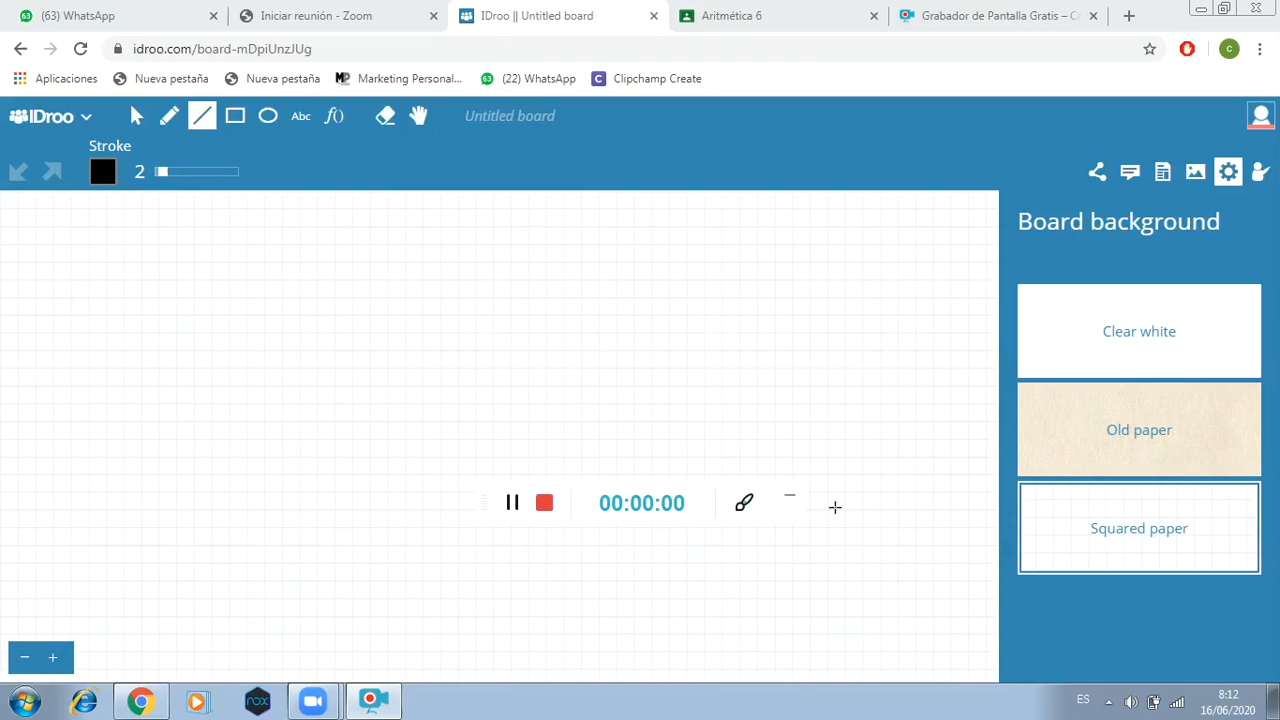 (63) WhatsApp
Iniciar reunión - Zoom
IDroo || Untitled board
Aritmética 6
Grabador de Pantalla Gratis – C
idroo.com/board-mDpiUnzJUg
C
Aplicaciones
Nueva pestaña
Nueva pestaña
Marketing Personal...
(22) WhatsApp
Clipchamp Create
IDroo
Abc
f()
Untitled board
Stroke
2
Board background
Clear white
Old paper
Squared paper
00:00:00
nox
ES
8:12
16/06/2020